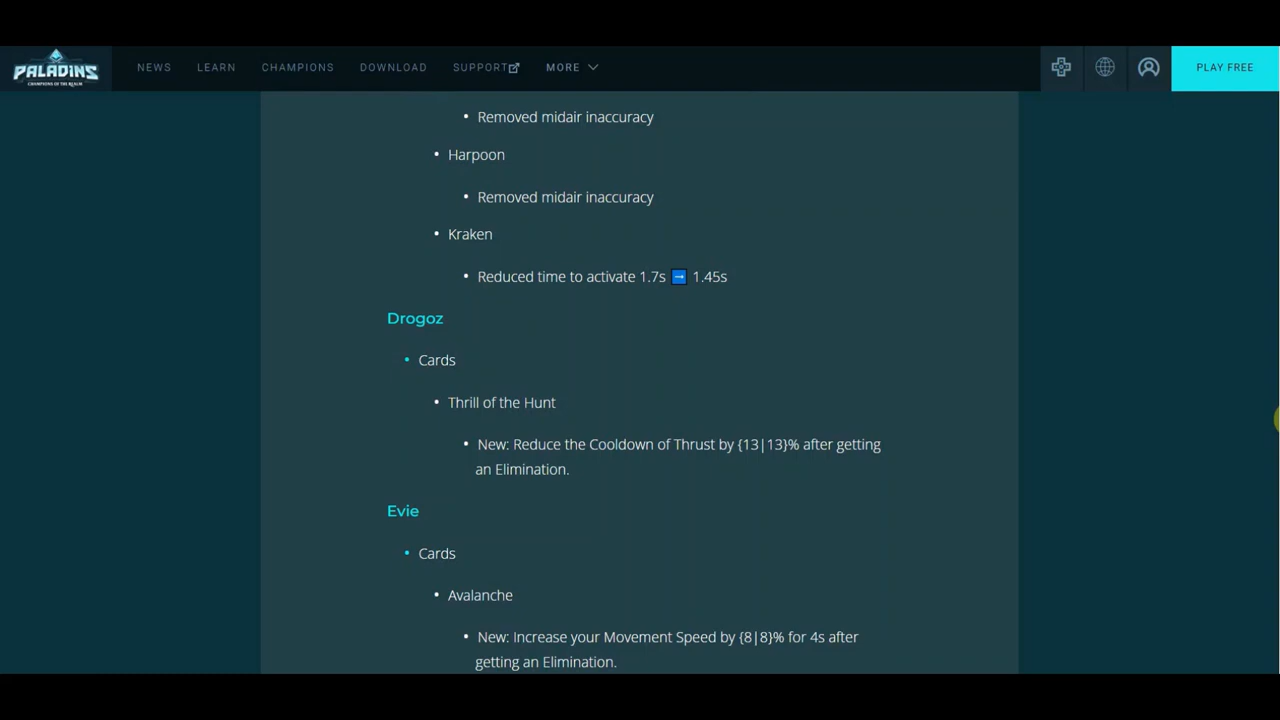 PALADINS
CHAMPIONS OF THE REALM
NEWS LEARN CHAMPIONS DOWNLOAD SUPPORT MORE PLAY FREE
• Removed midair inaccuracy
• Harpoon
• Removed midair inaccuracy
• Kraken
• Reduced time to activate 1.7s ➡ 1.45s
Drogoz
• Cards
• Thrill of the Hunt
• New: Reduce the Cooldown of Thrust by {13|13}% after getting
an Elimination.
Evie
• Cards
• Avalanche
• New: Increase your Movement Speed by {8|8}% for 4s after
getting an Elimination.